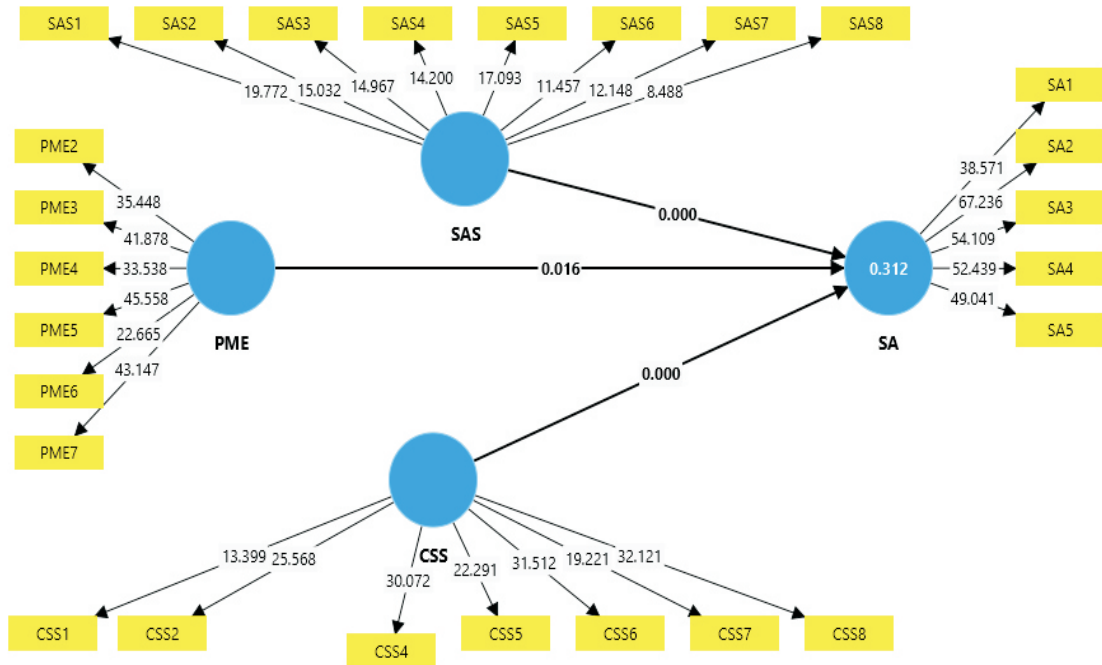 SAS1 SAS2 SAS3 SAS4 SAS5 SAS6 SAS7 SAS8
19.772 15.032 14.967 14.200 17.093 11.457 12.148 8.488
SAS
PME2
PME3
PME4
PME5
PME6
PME7
35.448
41.878
33.538
45.558
22.665
43.147
PME
0.000
0.016
0.000
0.312
SA
38.571
67.236
54.109
52.439
49.041
SA1
SA2
SA3
SA4
SA5
CSS
13.399 25.568 30.072 22.291 31.512 19.221 32.121
CSS1 CSS2 CSS4 CSS5 CSS6 CSS7 CSS8